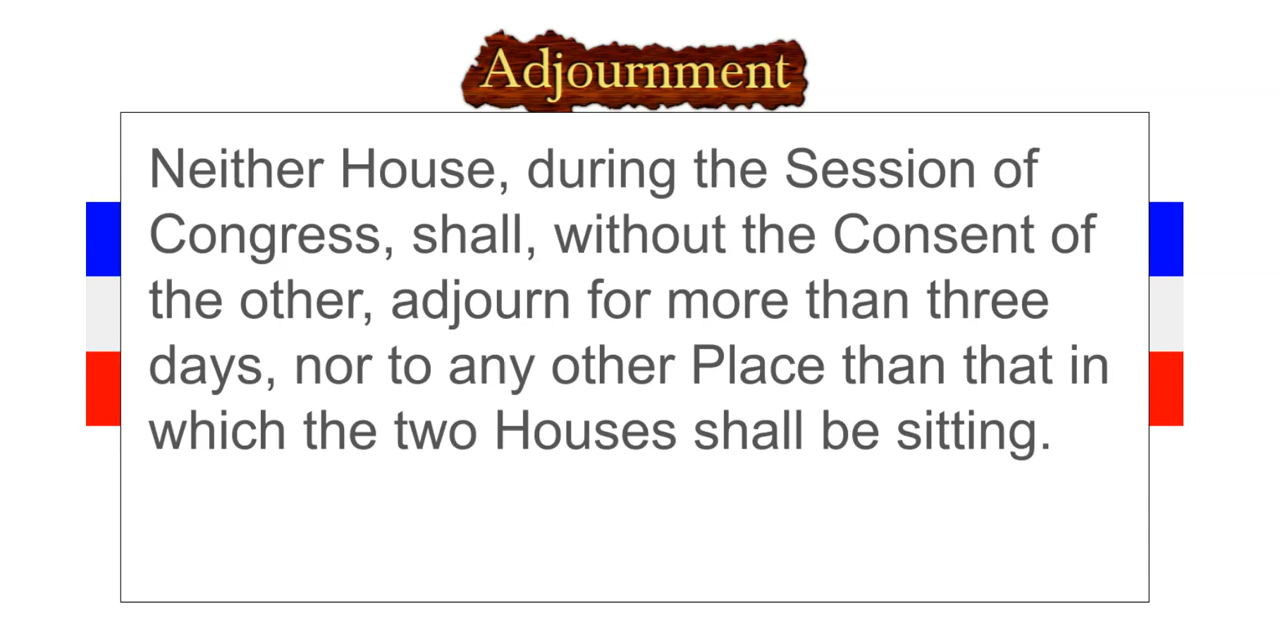 Adjournment
Neither House, during the Session of
Congress, shall, without the Consent of
the other, adjourn for more than three
days, nor to any other Place than that in
which the two Houses shall be sitting.